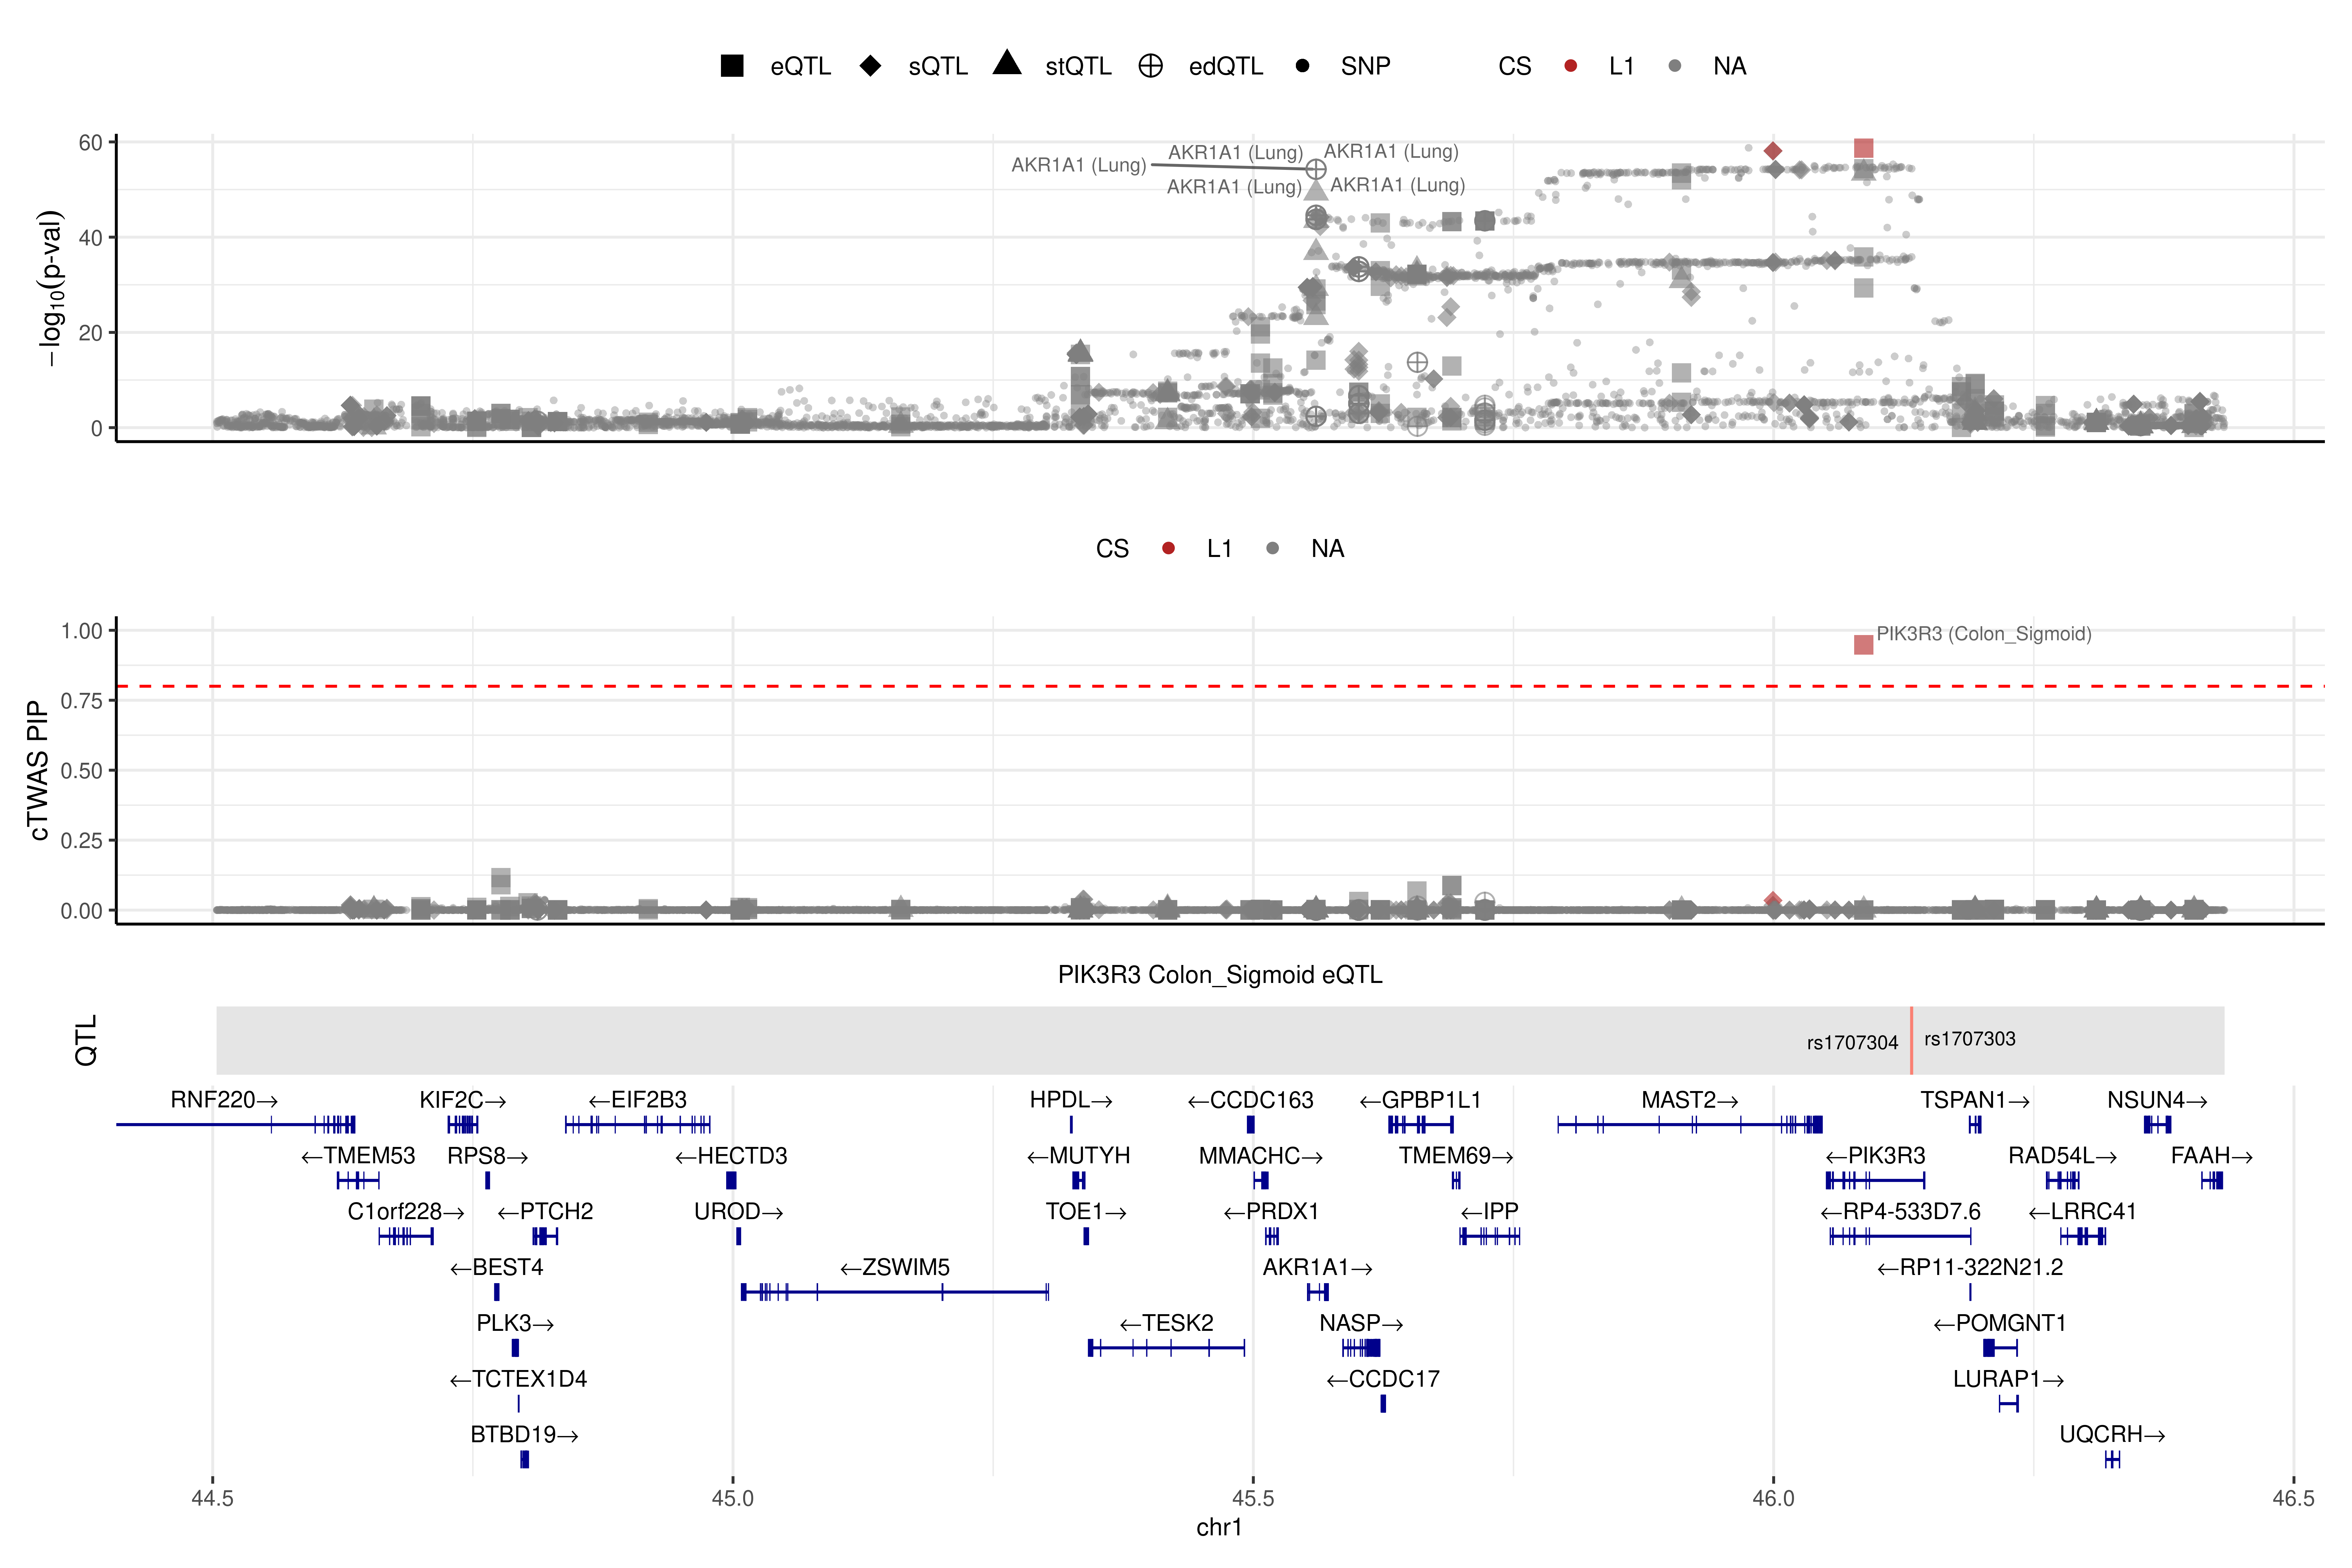 eQTL sQTL stQTL edQTL SNP CS L1 NA
60
40
20
0
−log10(p-val)
AKR1A1 (Lung)
AKR1A1 (Lung)
AKR1A1 (Lung)
AKR1A1 (Lung)
AKR1A1 (Lung)
CS L1 NA
1.00
0.75
0.50
0.25
0.00
cTWAS PIP
PIK3R3 (Colon_Sigmoid)
PIK3R3 Colon_Sigmoid eQTL
QTL
rs1707304 rs1707303
RNF220→ KIF2C→ ←EIF2B3 HPDL→ ←CCDC163 ←GPBP1L1 MAST2→ TSPAN1→ NSUN4→
←TMEM53 RPS8→ ←HECTD3 ←MUTYH MMACHC→ TMEM69→ ←PIK3R3 RAD54L→ FAAH→
C1orf228→ ←PTCH2 UROD→ TOE1→ ←PRDX1 ←IPP ←RP4-533D7.6 ←LRRC41
←BEST4 ←ZSWIM5 AKR1A1→ ←RP11-322N21.2
PLK3→ ←TESK2 NASP→ ←POMGNT1
←TCTEX1D4 ←CCDC17 LURAP1→
BTBD19→ UQCRH→
44.5 45.0 45.5 46.0 46.5
chr1